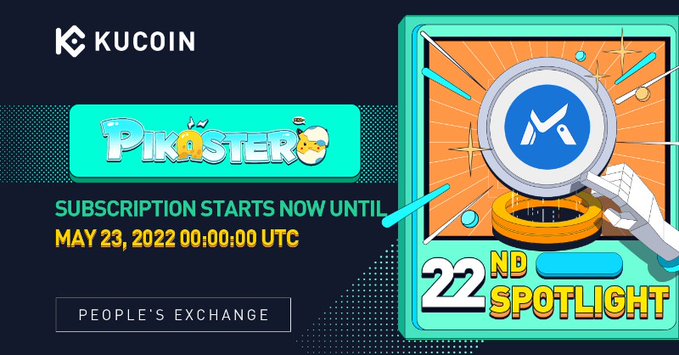 KUCOIN
PIKASTER
SUBSCRIPTION STARTS NOW UNTIL
MAY 23, 2022 00:00:00 UTC
PEOPLE'S EXCHANGE
22ND
SPOTLIGHT